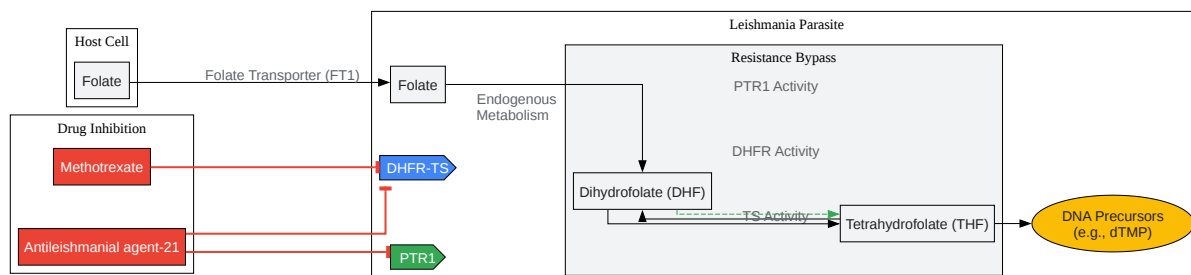 Leishmania Parasite
Host Cell
Folate
Folate Transporter (FT1)
Folate
Endogenous
Metabolism
Resistance Bypass
PTR1 Activity
DHFR Activity
Drug Inhibition
Methotrexate
DHFR-TS
Dihydrofolate (DHF)
TS Activity
Tetrahydrofolate (THF)
DNA Precursors
(e.g., dTMP)
Antileishmanial agent-21
PTR1